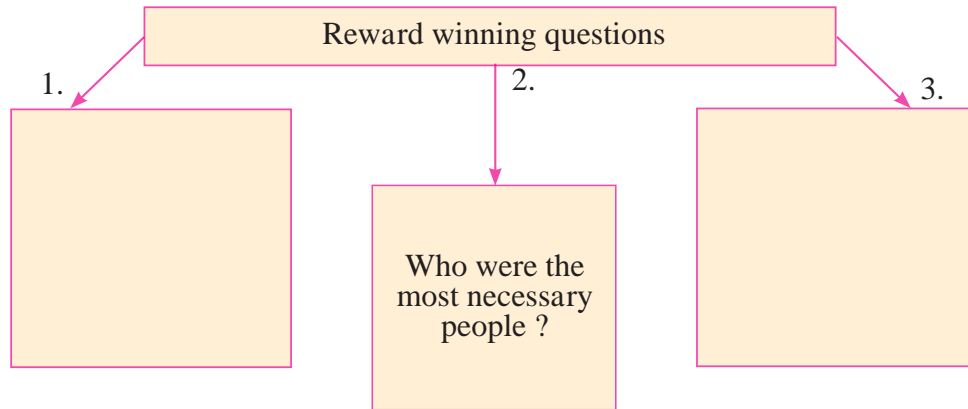 Reward winning questions
1.
2.
3.
Who were the
most necessary
people ?